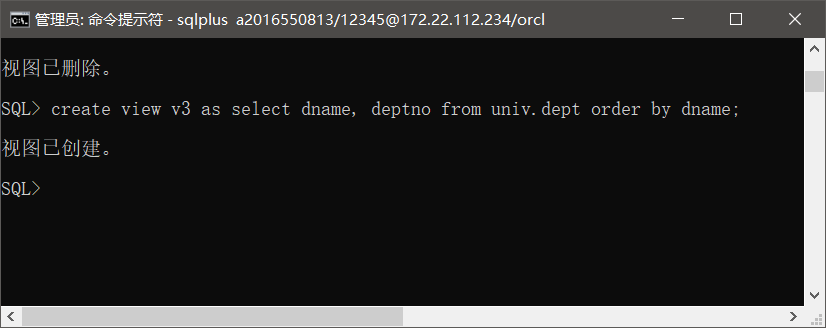 管理员: 命令提示符 - sqlplus  a2016550813/12345@172.22.112.234/orcl
视图已删除。
SQL> create view v3 as select dname, deptno from univ.dept order by dname;
视图已创建。
SQL>